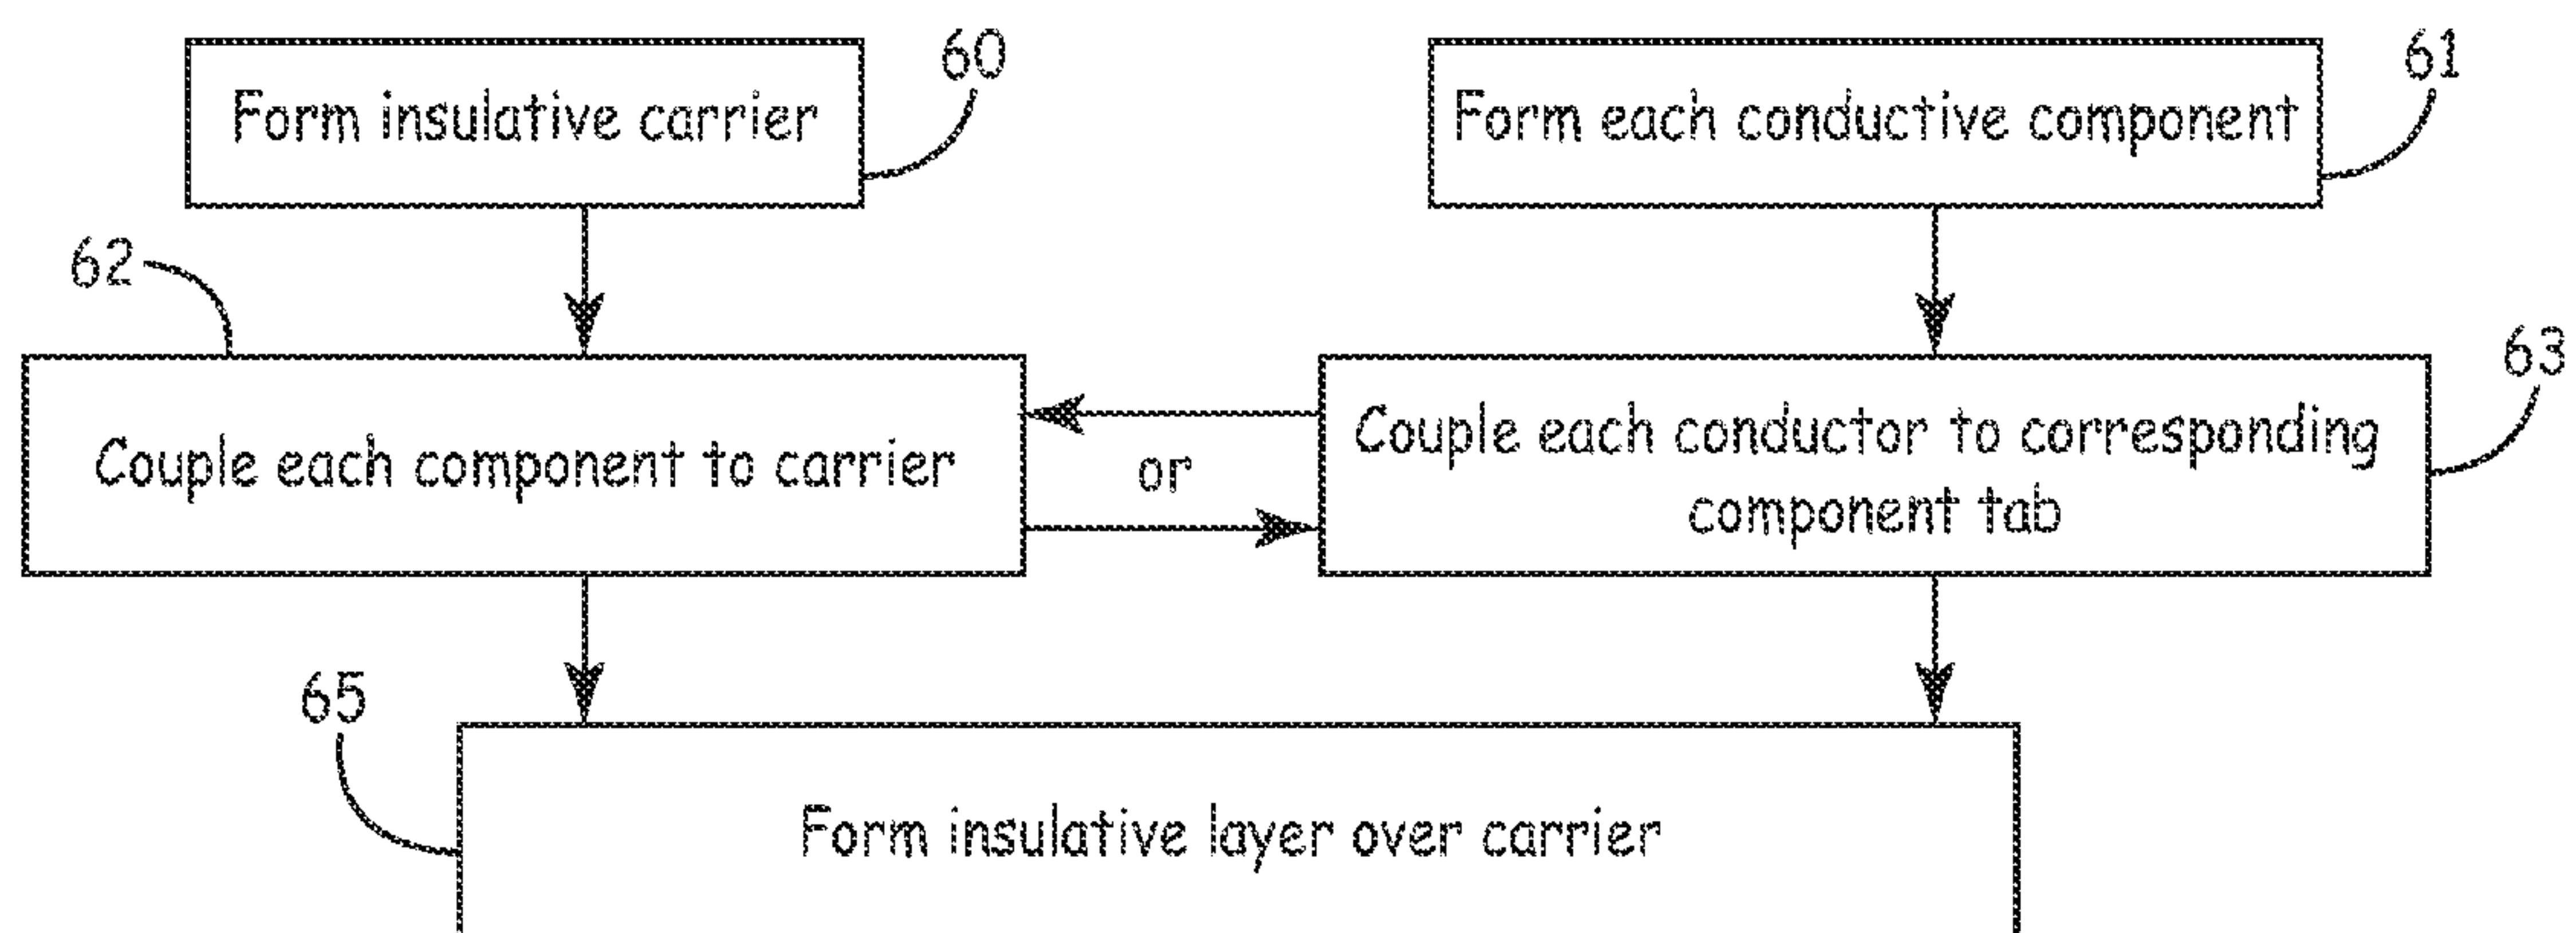 60
61
Form insulative carrier
Form each conductive component
62
63
Couple each component to carrier
or
Couple each conductor to corresponding
component tab
65
Form insulative layer over carrier